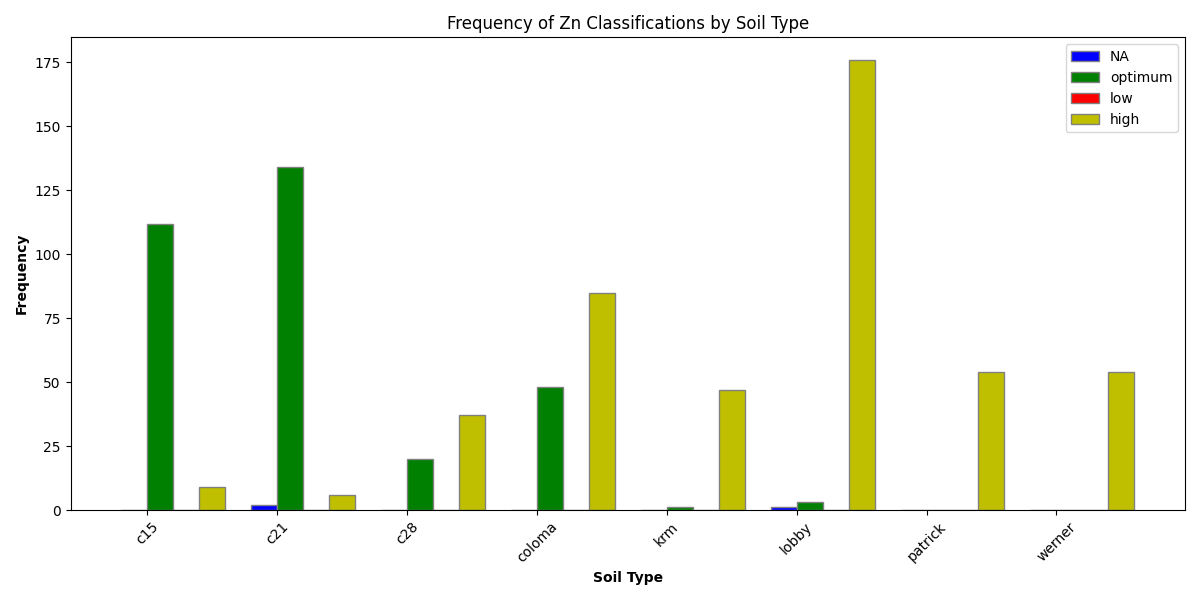 Frequency of Zn Classifications by Soil Type
NA
optimum
low
high
175
150
125
100
75
50
25
0
Frequency
c15
c21
c28
coloma
krm
lobby
patrick
werner
Soil Type